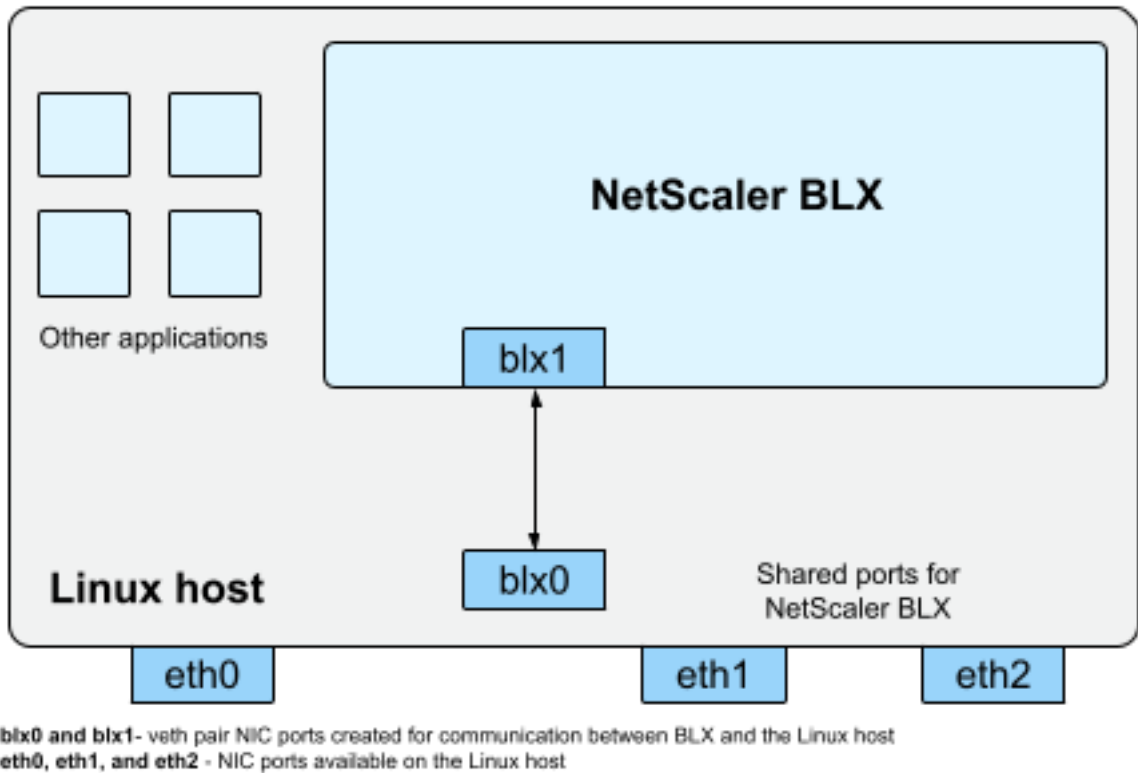 NetScaler BLX
Other applications
blx1
blx0
Linux host
Shared ports for
NetScaler BLX
eth0
eth1
eth2
blx0 and blx1- veth pair NIC ports created for communication between BLX and the Linux host
eth0, eth1, and eth2 - NIC ports available on the Linux host